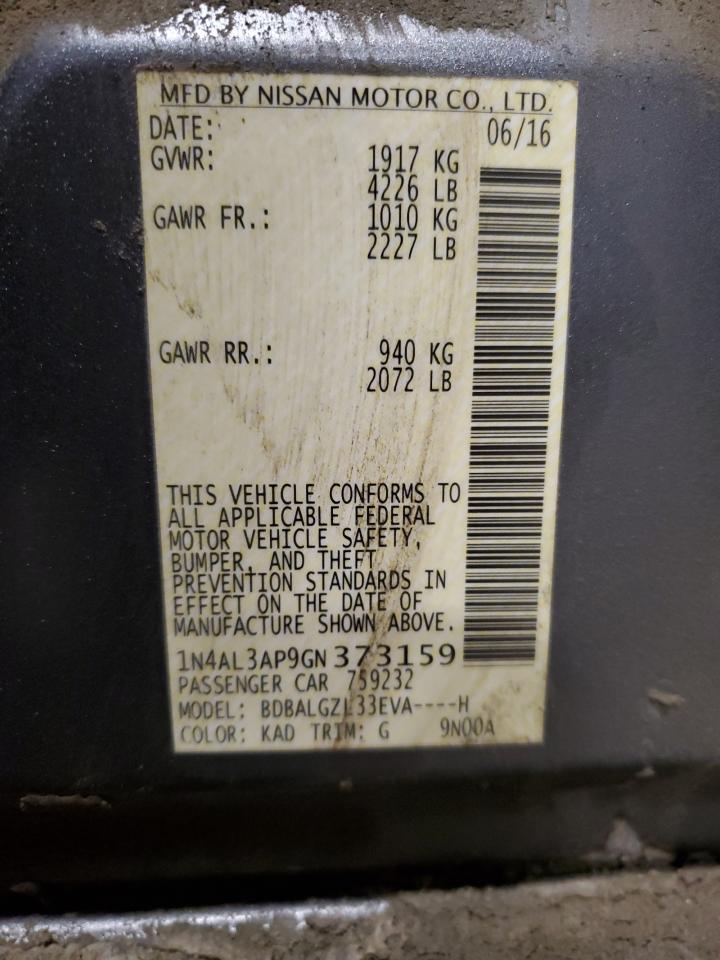 MFD BY NISSAN MOTOR CO., LTD.
DATE: 06/16
GVWR: 1917 KG
4226 LB
GAWR FR.: 1010 KG
2227 LB
GAWR RR.: 940 KG
2072 LB
THIS VEHICLE CONFORMS TO
ALL APPLICABLE FEDERAL
MOTOR VEHICLE SAFETY,
BUMPER, AND THEFT
PREVENTION STANDARDS IN
EFFECT ON THE DATE OF
MANUFACTURE SHOWN ABOVE.
1N4AL3AP9GN373159
PASSENGER CAR 759232
MODEL: BDBALGZL33EVA----H
COLOR: KAD TRIM: G 9N00A